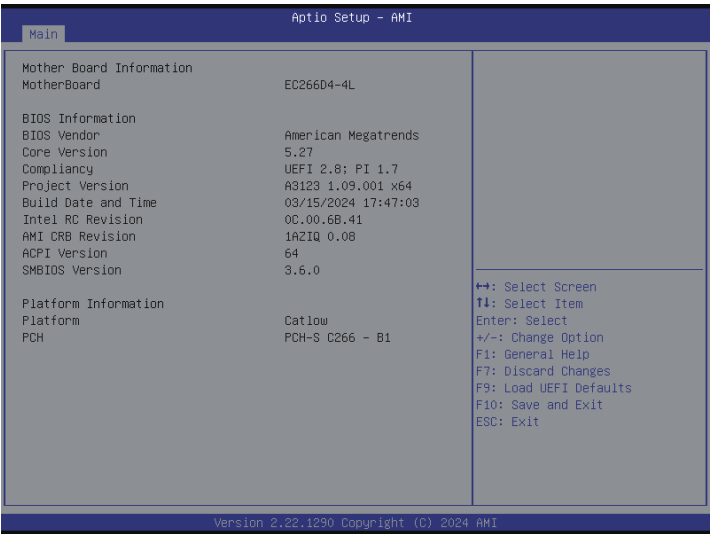 Aptio Setup - AMI
Main
Mother Board Information
MotherBoard EC266D4-4L
BIOS Information
BIOS Vendor American Megatrends
Core Version 5.27
Compliancy UEFI 2.8; PI 1.7
Project Version A3123 1.09.001 x64
Build Date and Time 03/15/2024 17:47:03
Intel RC Revision 0C.00.6B.41
AMI CRB Revision 1AZIQ 0.08
ACPI Version 64
SMBIOS Version 3.6.0
Platform Information
Platform Catlow
PCH PCH-S C266 - B1
↔: Select Screen
↑↓: Select Item
Enter: Select
+/-: Change Option
F1: General Help
F7: Discard Changes
F9: Load UEFI Defaults
F10: Save and Exit
ESC: Exit
Version 2.22.1290 Copyright (C) 2024 AMI